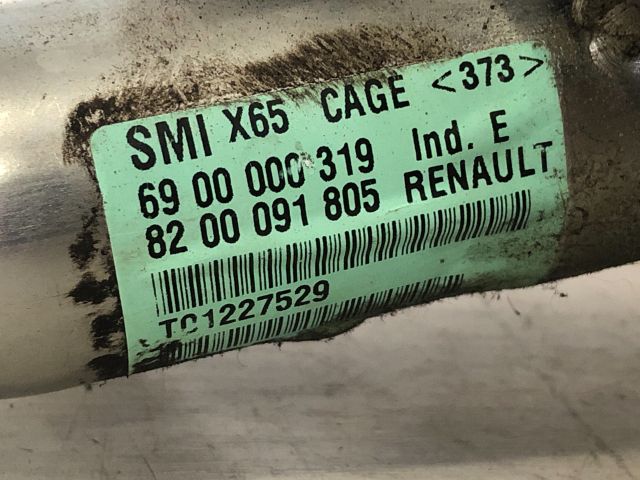 SMI X65 CAGE <373>
69 00 000 319 Ind. E
82 00 091 805 RENAULT
TC1227529